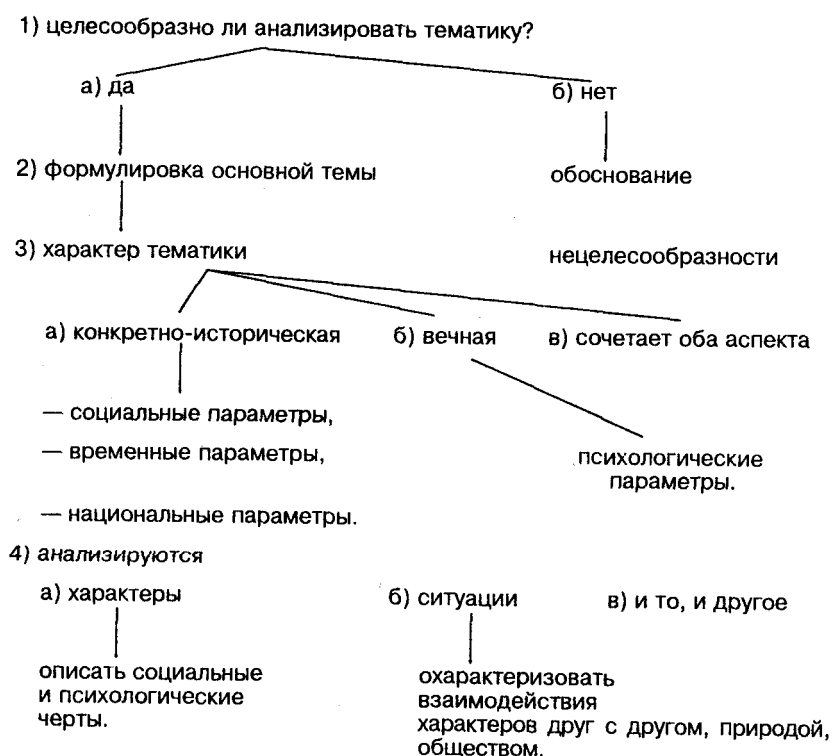 1) целесообразно ли анализировать тематику?
а) да
б) нет
2) формулировка основной темы
обоснование
3) характер тематики
нецелесообразности
а) конкретно-историческая
б) вечная
в) сочетает оба аспекта
— социальные параметры,
— временные параметры,
психологические
параметры.
— национальные параметры.
4) анализируются
а) характеры
б) ситуации
в) и то, и другое
описать социальные
и психологические
черты.
охарактеризовать
взаимодействия
характеров друг с другом, природой,
обществом.